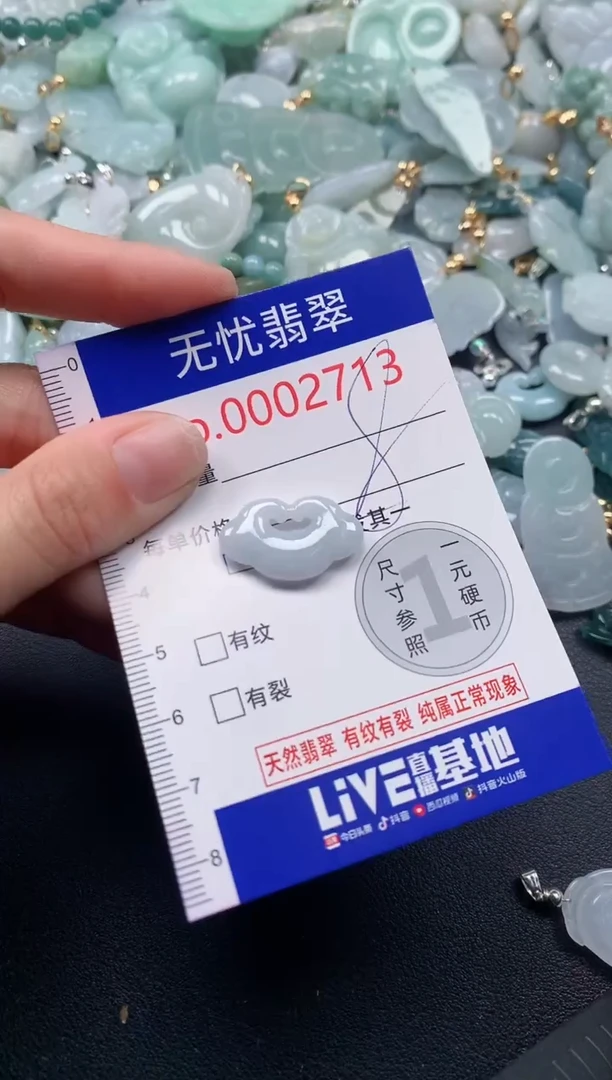 无忧翡翠
o.0002713
量
每单价格
其一
尺寸参照
1
一元硬币
有纹
有裂
天然翡翠 有纹有裂 纯属正常现象
LiVE直播基地
今日头条 抖音 西瓜视频 抖音火山版
0
4
5
6
7
8